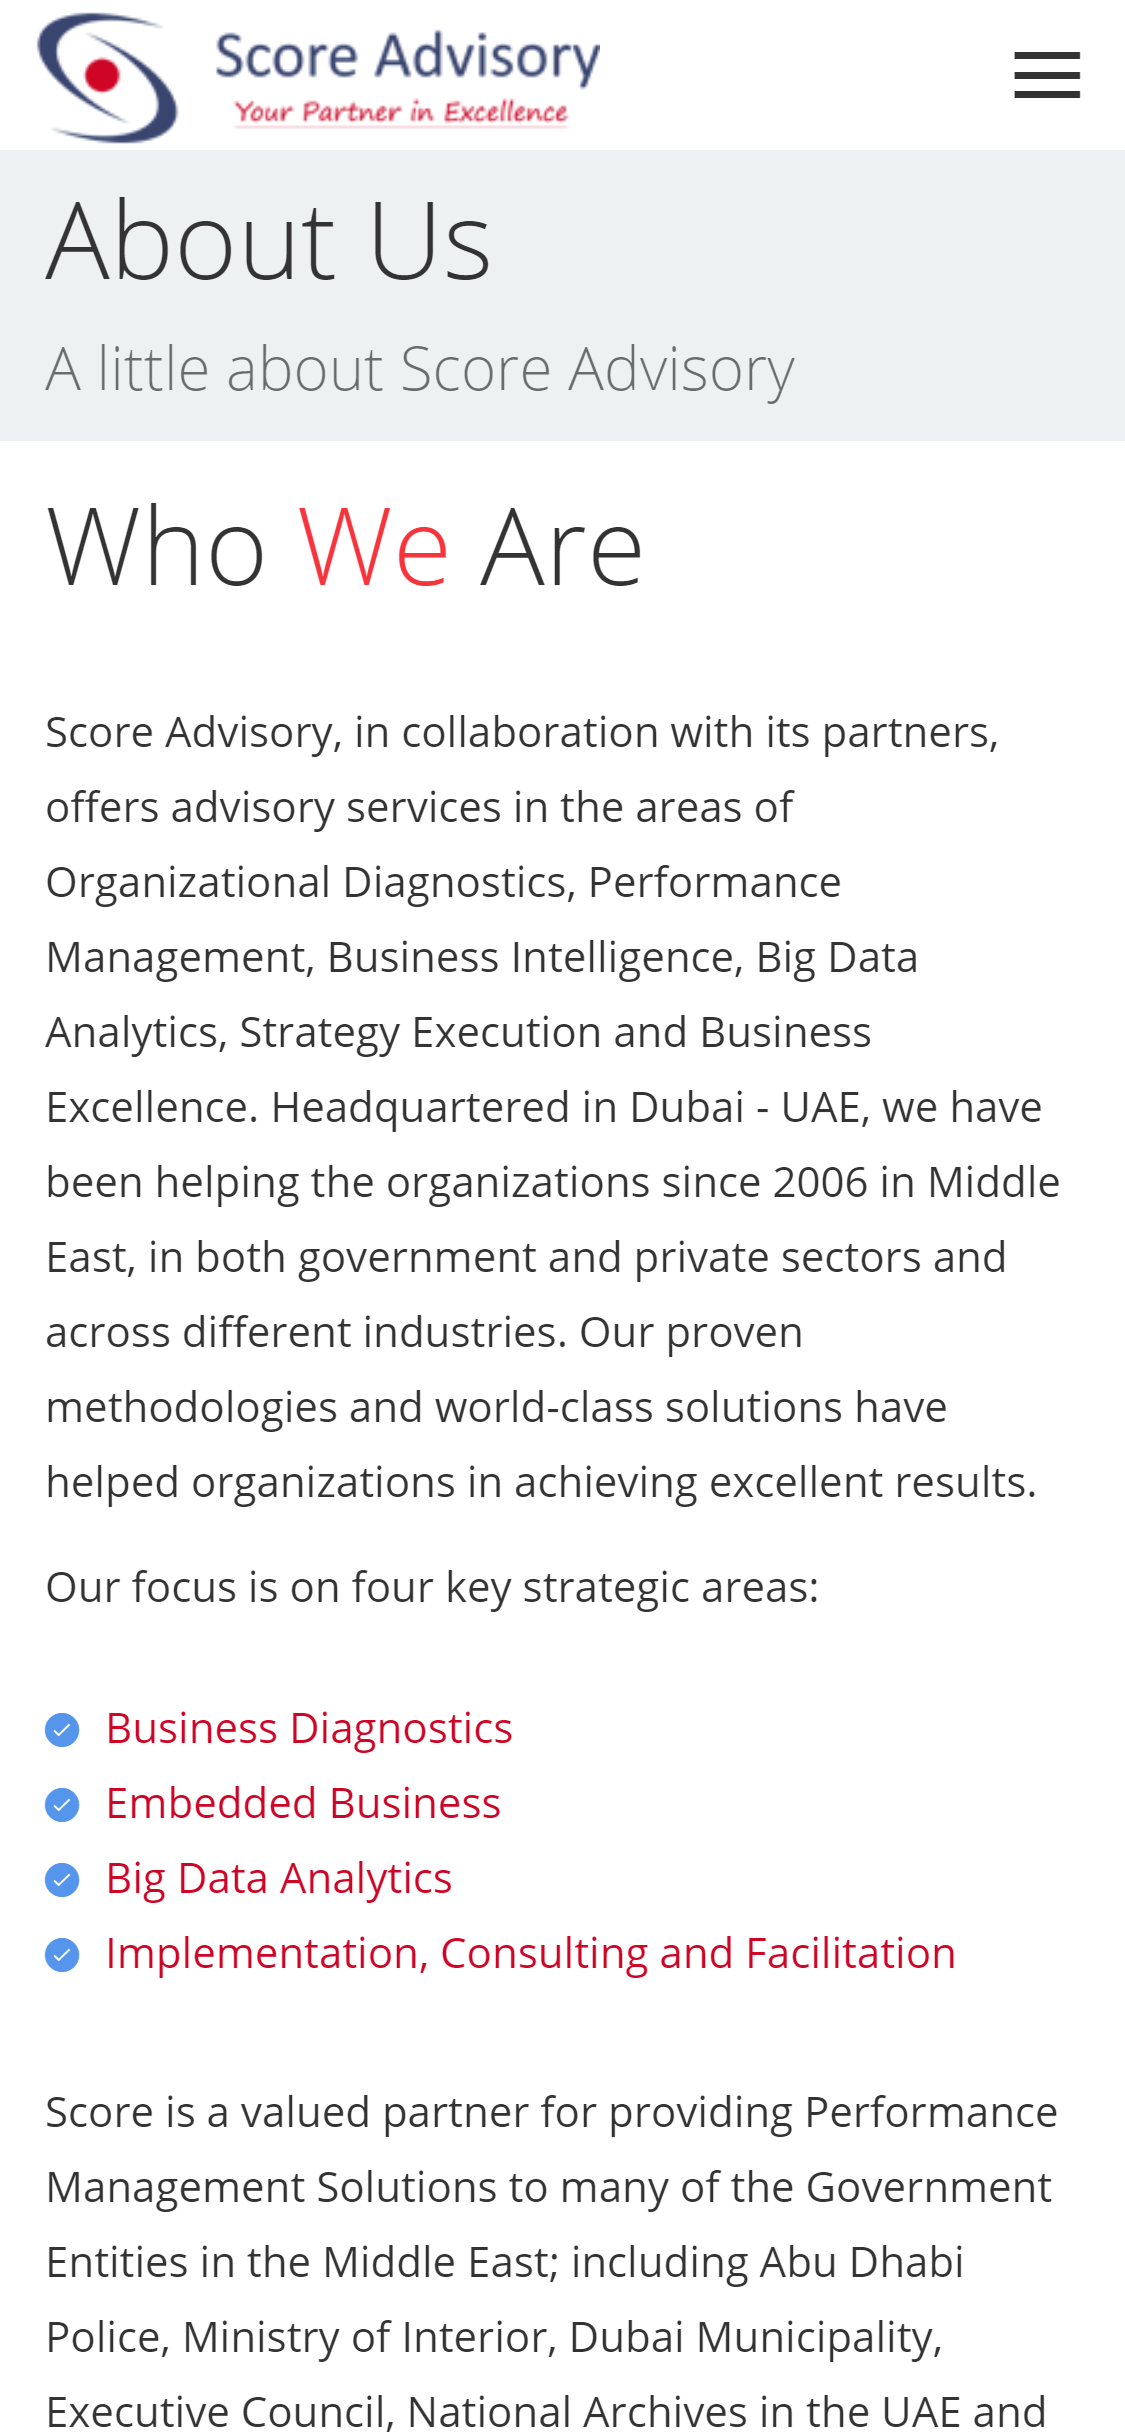 Score Advisory
Your Partner in Excellence
About Us
A little about Score Advisory
Who We Are
Score Advisory, in collaboration with its partners,
offers advisory services in the areas of
Organizational Diagnostics, Performance
Management, Business Intelligence, Big Data
Analytics, Strategy Execution and Business
Excellence. Headquartered in Dubai - UAE, we have
been helping the organizations since 2006 in Middle
East, in both government and private sectors and
across different industries. Our proven
methodologies and world-class solutions have
helped organizations in achieving excellent results.
Our focus is on four key strategic areas:
Business Diagnostics
Embedded Business
Big Data Analytics
Implementation, Consulting and Facilitation
Score is a valued partner for providing Performance
Management Solutions to many of the Government
Entities in the Middle East; including Abu Dhabi
Police, Ministry of Interior, Dubai Municipality,
Executive Council, National Archives in the UAE and